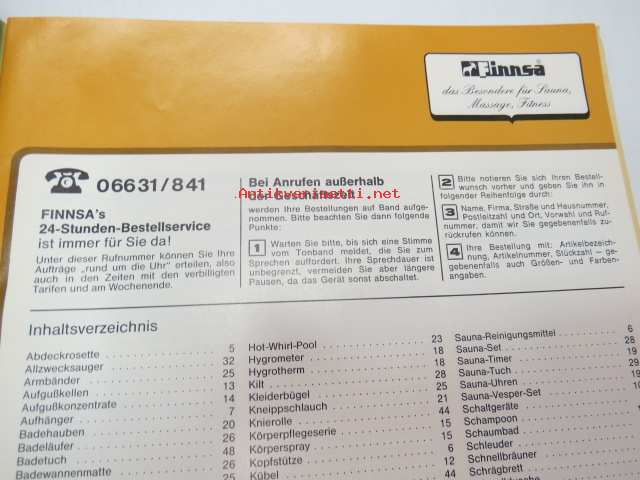 Finnsa
das Besondere für Sauna,
Massage, Fitness
Antikvariaatti.net
06631/841
FINNSA's
24-Stunden-Bestellservice
ist immer für Sie da!
Unter dieser Rufnummer können Sie Ihre
Aufträge „rund um die Uhr“ erteilen, also
auch in den Zeiten mit den verbilligten
Tarifen und am Wochenende.
Bei Anrufen außerhalb
der Geschäftszeit
werden Ihre Bestellungen auf Band aufgenommen.
Bitte beachten Sie dann folgende
Punkte:
1 Warten Sie bitte, bis sich eine Stimme
vom Tonband meldet, die Sie zum
Sprechen auffordert. Ihre Sprechdauer ist
unbegrenzt, vermeiden Sie aber längere
Pausen, da das Gerät sonst abschaltet.
2 Bitte notieren Sie sich Ihren Bestell-
wunsch vorher und geben Sie ihn in
folgender Reihenfolge durch:
3 Name, Firma, Straße und Hausnummer,
Postleitzahl und Ort, Vorwahl und Ruf-
nummer, damit wir Sie gegebenenfalls zu-
rückrufen können.
4 Ihre Bestellung mit: Artikelbezeich-
nung, Artikelnummer, Stückzahl – ge-
gebenenfalls auch Größen- und Farben-
angaben.
Inhaltsverzeichnis
Abdeckrosette 5
Allzwecksauger 32
Armbänder 25
Aufgußkellen 13
Aufgußkonzentrate 14
Aufhänger 7
Badehauben 20
Badeläufer 26
Badetuch 48
Badewannenmatte 26
Hot-Whirl-Pool 23
Hygrometer 18
Hygrotherm 18
Kilt 28
Kleiderbügel 25
Kneippschlauch 21
Knierolle 44
Körperpflegeserie 15
Körperspray 15
Kopfstütze 28
Kübel 12
Sauna-Reinigungsmittel 6
Sauna-Set 28
Sauna-Timer 19
Sauna-Tuch 29
Sauna-Uhren 19
Sauna-Vesper-Set 29
Schaltgeräte
Schampoon
Schaumbad
Schleuder
Schnellbräuner
Schrägbrett